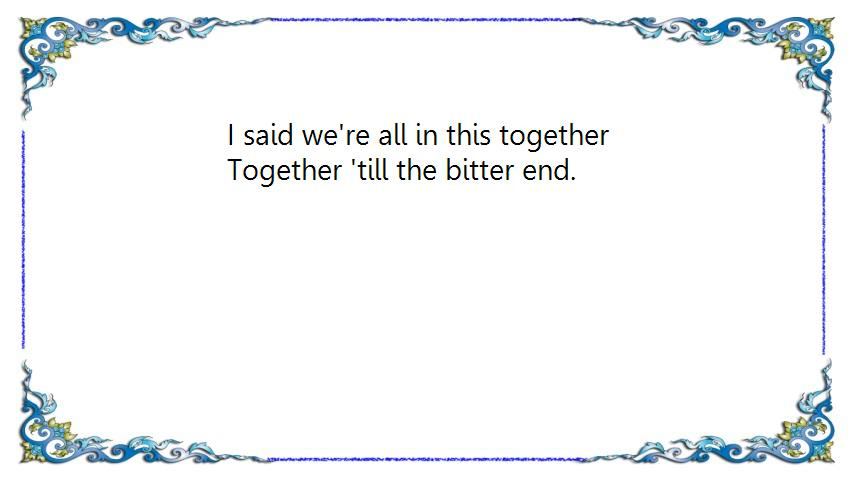 I said we're all in this together
Together 'till the bitter end.